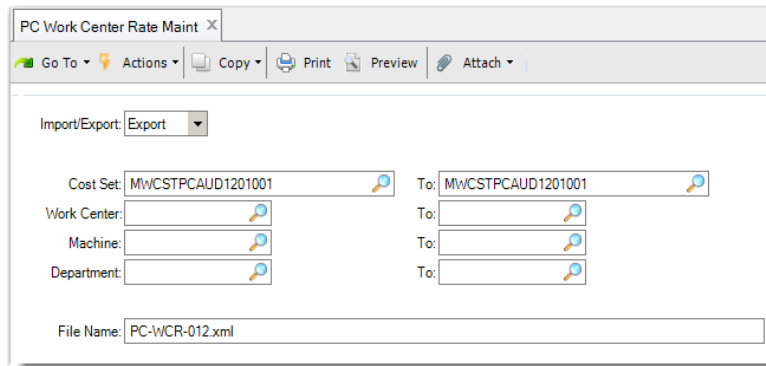 PC Work Center Rate Maint X
Go To Actions Copy Print Preview Attach
Import/Export: Export
Cost Set: MWCSTPCAUD1201001 To: MWCSTPCAUD1201001
Work Center: To:
Machine: To:
Department: To:
File Name: PC-WCR-012.xml